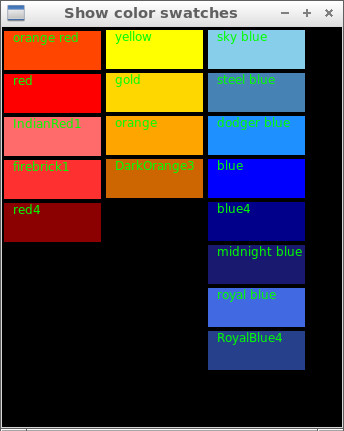 Show color swatches
orange red
red
IndianRed1
firebrick1
red4
yellow
gold
orange
DarkOrange3
sky blue
steel blue
dodger blue
blue
blue4
midnight blue
royal blue
RoyalBlue4